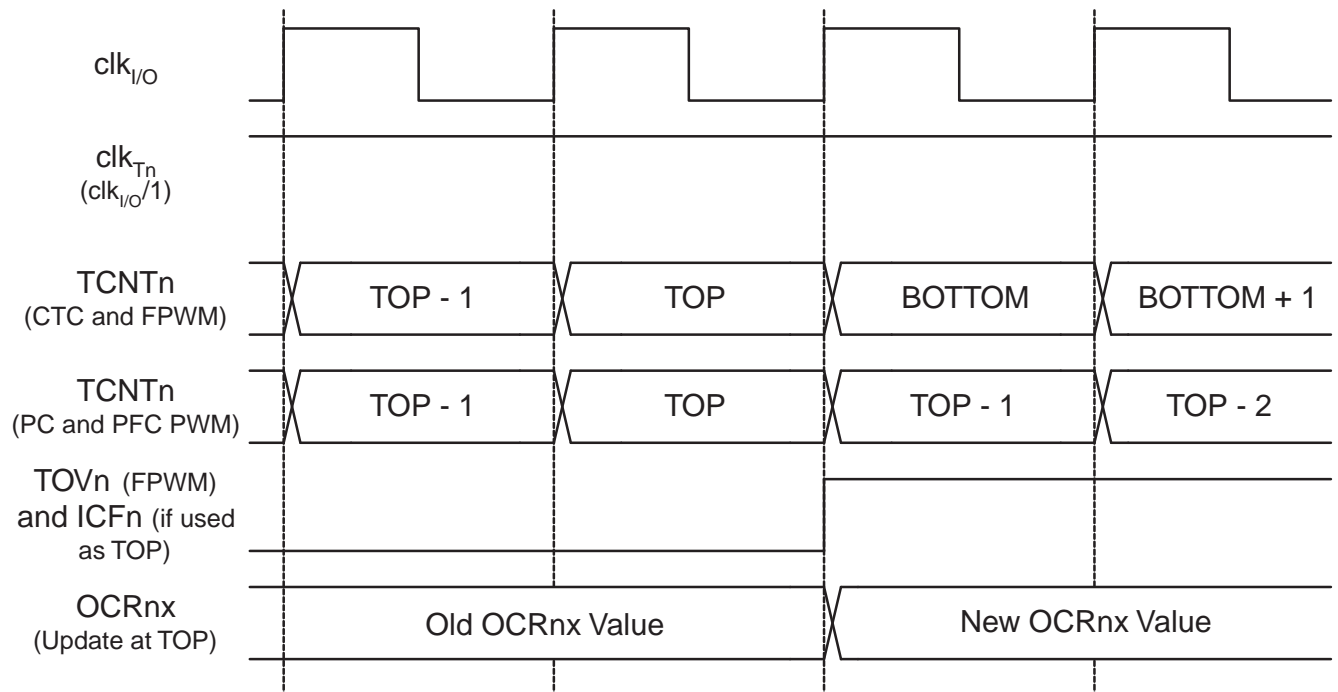 clkI/O
clkTn
(clkI/O/1)
TCNTn
(CTC and FPWM)
TOP - 1
TOP
BOTTOM
BOTTOM + 1
TCNTn
(PC and PFC PWM)
TOP - 1
TOP
TOP - 1
TOP - 2
TOVn (FPWM)
and ICFn (if used
as TOP)
OCRnx
(Update at TOP)
Old OCRnx Value
New OCRnx Value